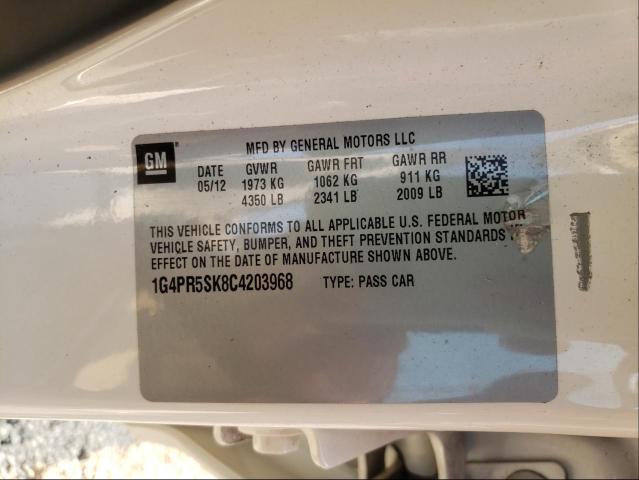 MFD BY GENERAL MOTORS LLC
GM
DATE GVWR GAWR FRT GAWR RR
05/12 1973 KG 1062 KG 911 KG
4350 LB 2341 LB 2009 LB
THIS VEHICLE CONFORMS TO ALL APPLICABLE U.S. FEDERAL MOTOR
VEHICLE SAFETY, BUMPER, AND THEFT PREVENTION STANDARDS
EFFECT ON THE DATE OF MANUFACTURE SHOWN ABOVE.
1G4PR5SK8C4203968 TYPE: PASS CAR